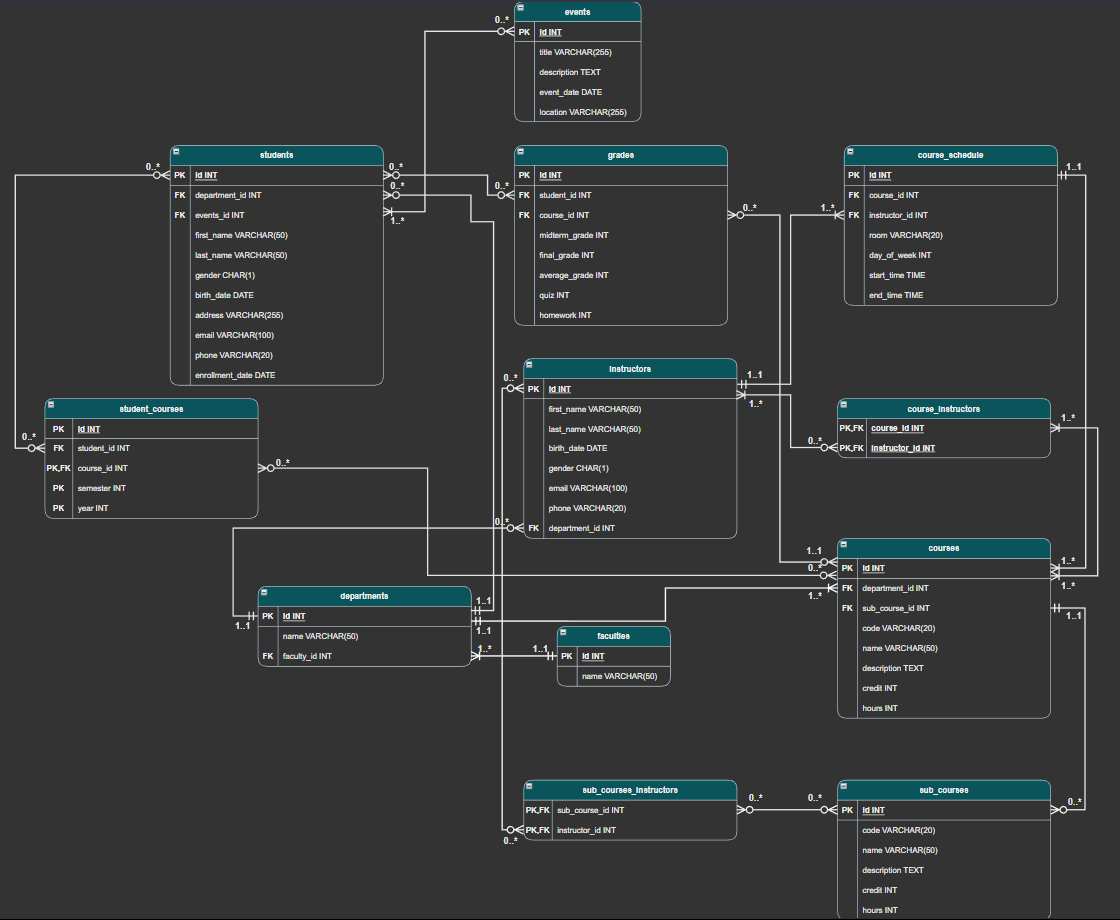 events
0..*
PK Id INT
title VARCHAR(255)
description TEXT
event_date DATE
location VARCHAR(255)
students
0..*
PK Id INT
0..*
FK department_id INT
0..*
FK events_id INT
1..*
first_name VARCHAR(50)
last_name VARCHAR(50)
gender CHAR(1)
birth_date DATE
address VARCHAR(255)
email VARCHAR(100)
phone VARCHAR(20)
enrollment_date DATE
grades
PK Id INT
0..*
FK student_id INT
FK course_id INT
0..*
midterm_grade INT
final_grade INT
average_grade INT
quiz INT
homework INT
course_schedule
1..1
PK Id INT
FK course_id INT
1..*
FK instructor_id INT
room VARCHAR(20)
day_of_week INT
start_time TIME
end_time TIME
Instructors
0..*
PK Id INT
1..1
1..*
first_name VARCHAR(50)
last_name VARCHAR(50)
birth_date DATE
gender CHAR(1)
email VARCHAR(100)
phone VARCHAR(20)
0..*
FK department_id INT
student_courses
PK Id INT
0..*
FK student_id INT
PK,FK course_id INT
0..*
PK semester INT
PK year INT
course_instructors
PK,FK course_id INT
1..*
0..*
PK,FK Instructor_Id INT
courses
1..1
0..*
PK Id INT
1..*
1..*
FK department_id INT
1..*
FK sub_course_id INT
1..1
code VARCHAR(20)
name VARCHAR(50)
description TEXT
credit INT
hours INT
departments
1..1
PK Id INT
1..1
1..1
name VARCHAR(50)
FK faculty_id INT
1..*
faculties
1..1
PK Id INT
name VARCHAR(50)
sub_courses_Instructors
PK,FK sub_course_id INT
0..*
PK,FK instructor_id INT
0..*
sub_courses
0..*
PK Id INT
0..*
code VARCHAR(20)
name VARCHAR(50)
description TEXT
credit INT
hours INT